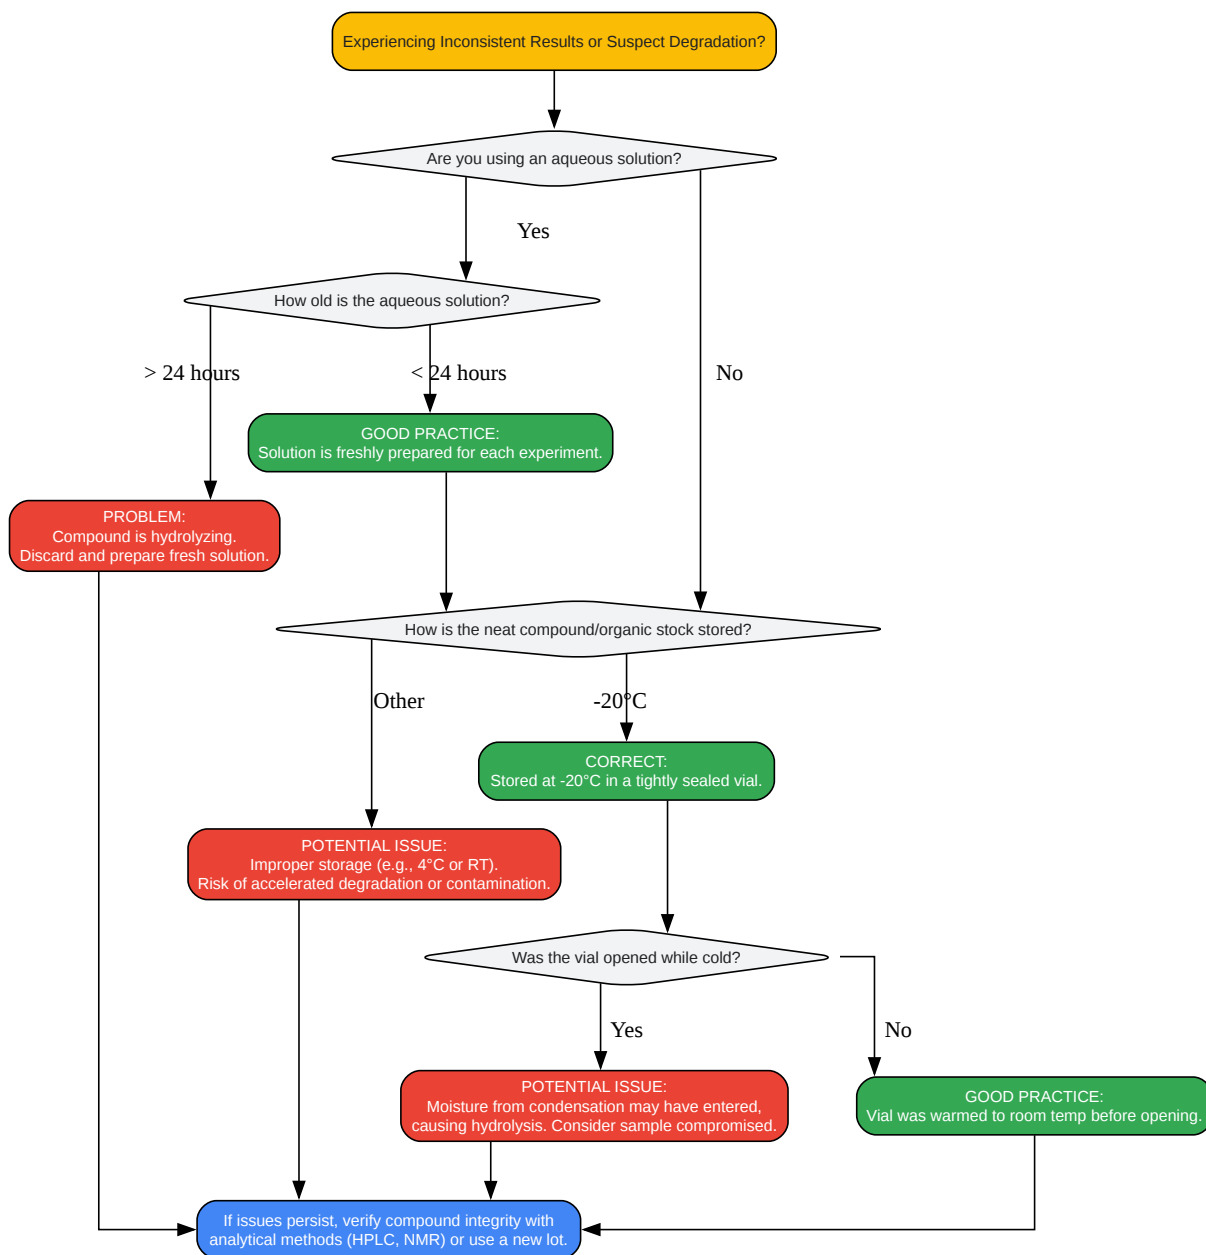 Experiencing Inconsistent Results or Suspect Degradation?
Are you using an aqueous solution?
Yes
How old is the aqueous solution?
> 24 hours
< 24 hours
No
GOOD PRACTICE:
Solution is freshly prepared for each experiment.
PROBLEM:
Compound is hydrolyzing.
Discard and prepare fresh solution.
How is the neat compound/organic stock stored?
Other
-20°C
CORRECT:
Stored at -20°C in a tightly sealed vial.
POTENTIAL ISSUE:
Improper storage (e.g., 4°C or RT).
Risk of accelerated degradation or contamination.
Was the vial opened while cold?
Yes
No
POTENTIAL ISSUE:
Moisture from condensation may have entered,
causing hydrolysis. Consider sample compromised.
GOOD PRACTICE:
Vial was warmed to room temp before opening.
If issues persist, verify compound integrity with
analytical methods (HPLC, NMR) or use a new lot.